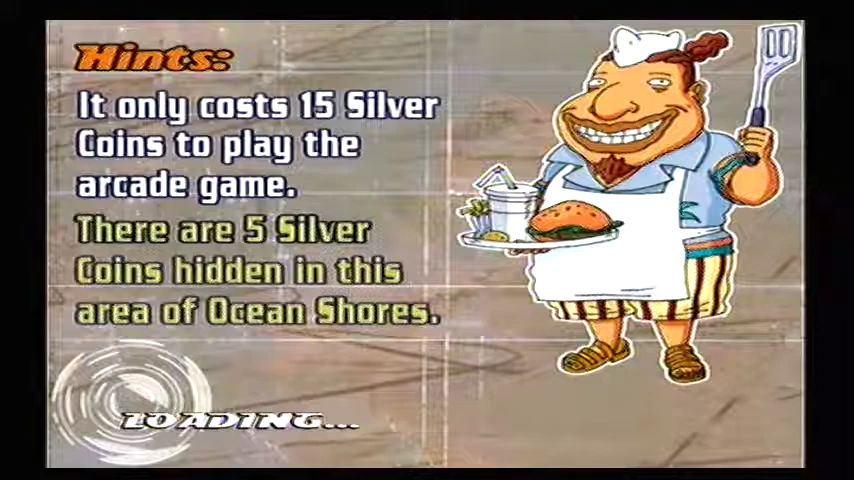 Hints:
It only costs 15 Silver
Coins to play the
arcade game.
There are 5 Silver
Coins hidden in this
area of Ocean Shores.
LOADING...